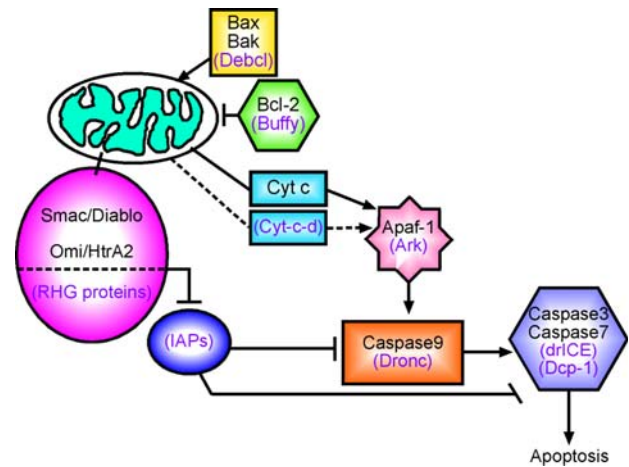 Bax
Bak
(Debcl)
Bcl-2
(Buffy)
Cyt c
(Cyt-c-d)
Smac/Diablo
Omi/HtrA2
(RHG proteins)
Apaf-1
(Ark)
(IAPs)
Caspase9
(Dronc)
Caspase3
Caspase7
(drICE)
(Dcp-1)
Apoptosis